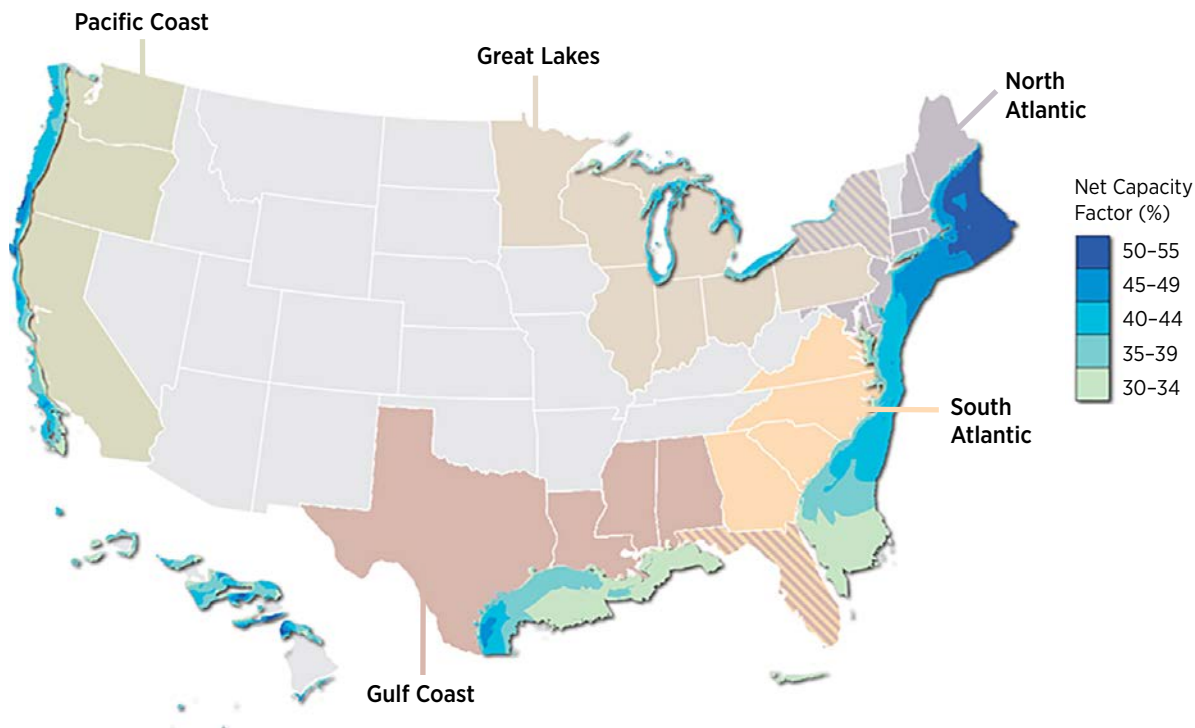 Pacific Coast
Great Lakes
North
Atlantic
Net Capacity
Factor (%)
50–55
45–49
40–44
35–39
30–34
South
Atlantic
Gulf Coast